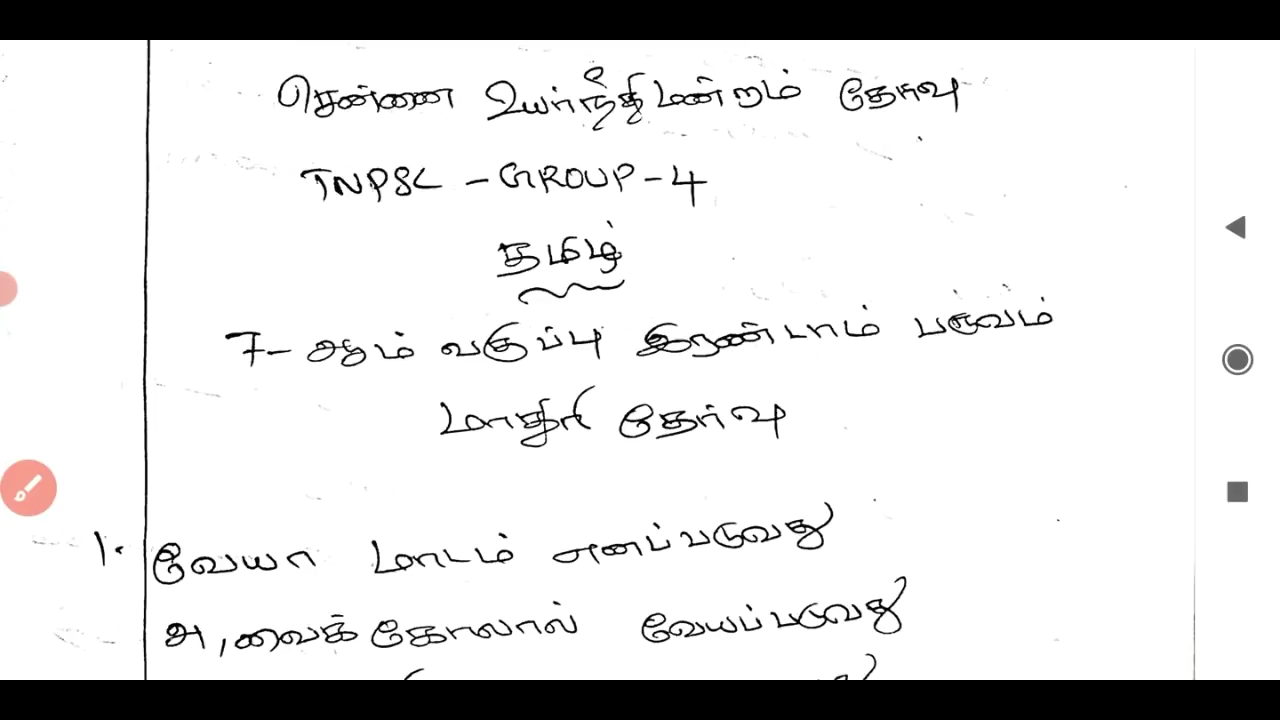 சென்னை உயர்நீதிமன்றம் தேர்வு
TNPSC - GROUP - 4
தமிழ்
7 - ஆம் வகுப்பு இரண்டாம் பருவம்
மாதிரி தேர்வு
1. வேயா மாடம் எனப்படுவது
அ, வைக்கோலால் வேயப்படுவது